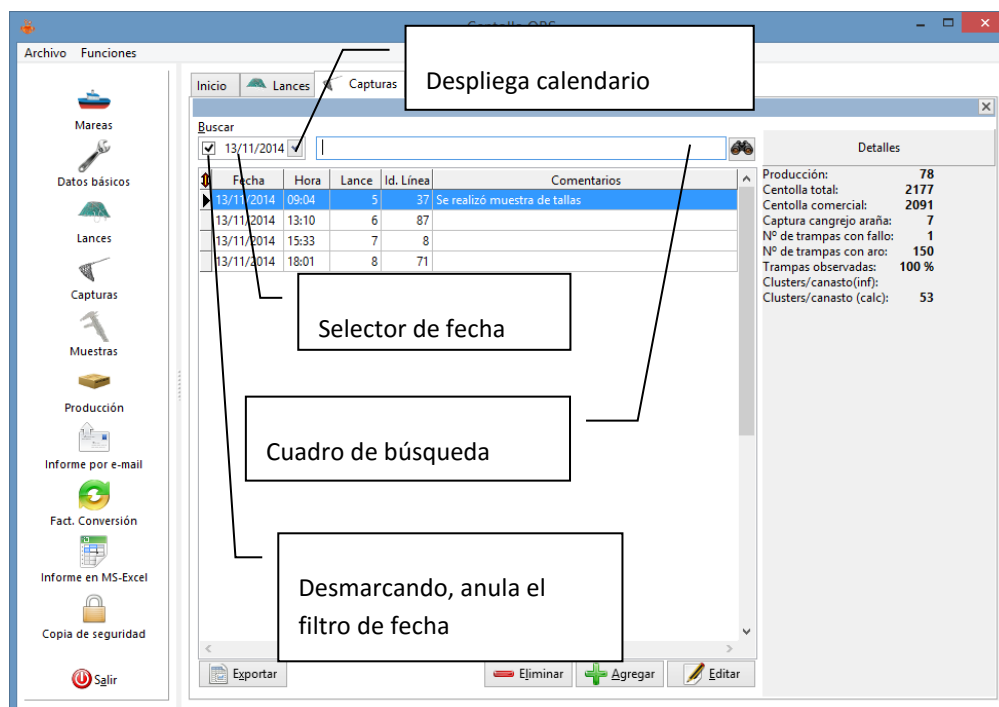 Archivo Funciones
Inicio Lances Capturas
Despliega calendario
Mareas
Datos básicos
Lances
Capturas
Muestras
Producción
Informe por e-mail
Fact. Conversión
Informe en MS-Excel
Copia de seguridad
Salir
Buscar
13/11/2014
Fecha Hora Lance Id. Línea Comentarios
13/11/2014 09:04 5 37 Se realizó muestra de tallas
13/11/2014 13:10 6 87
13/11/2014 15:33 7 8
13/11/2014 18:01 8 71
Selector de fecha
Cuadro de búsqueda
Desmarcando, anula el
filtro de fecha
Exportar Eliminar Agregar Editar
Detalles
Producción: 78
Centolla total: 2177
Centolla comercial: 2091
Captura cangrejo araña: 7
Nº de trampas con fallo: 1
Nº de trampas con aro: 150
Trampas observadas: 100 %
Clusters/canasto(inf):
Clusters/canasto (calc): 53